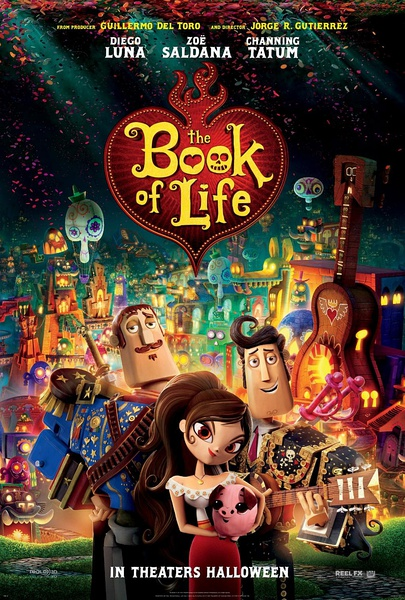 FROM PRODUCER GUILLERMO DEL TORO AND DIRECTOR JORGE R. GUTIERREZ
DIEGO LUNA ZOË SALDANA CHANNING TATUM
the
Book
of Life
IN THEATERS HALLOWEEN
REEL FX